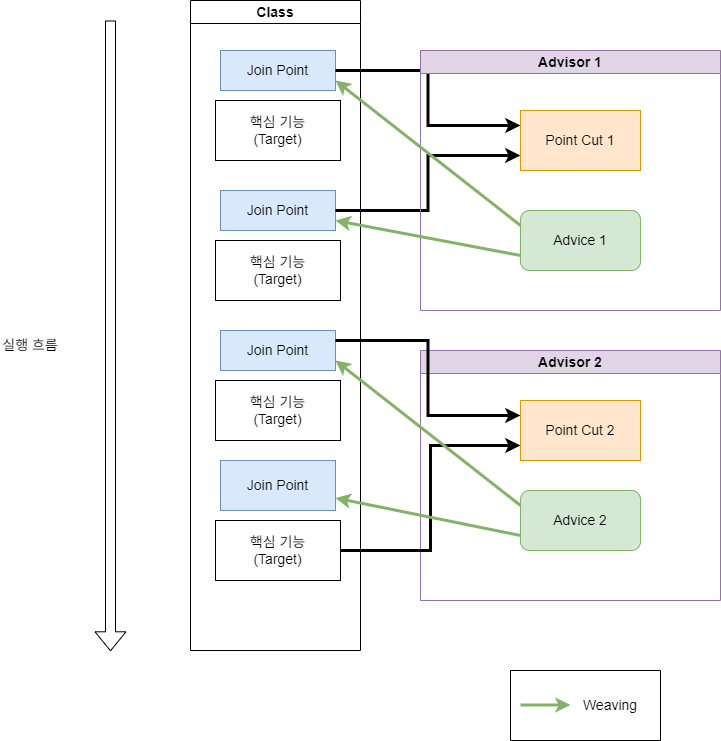 Class
Join Point
핵심 기능
(Target)
Join Point
핵심 기능
(Target)
Join Point
핵심 기능
(Target)
Join Point
핵심 기능
(Target)
실행 흐름
Advisor 1
Point Cut 1
Advice 1
Advisor 2
Point Cut 2
Advice 2
Weaving